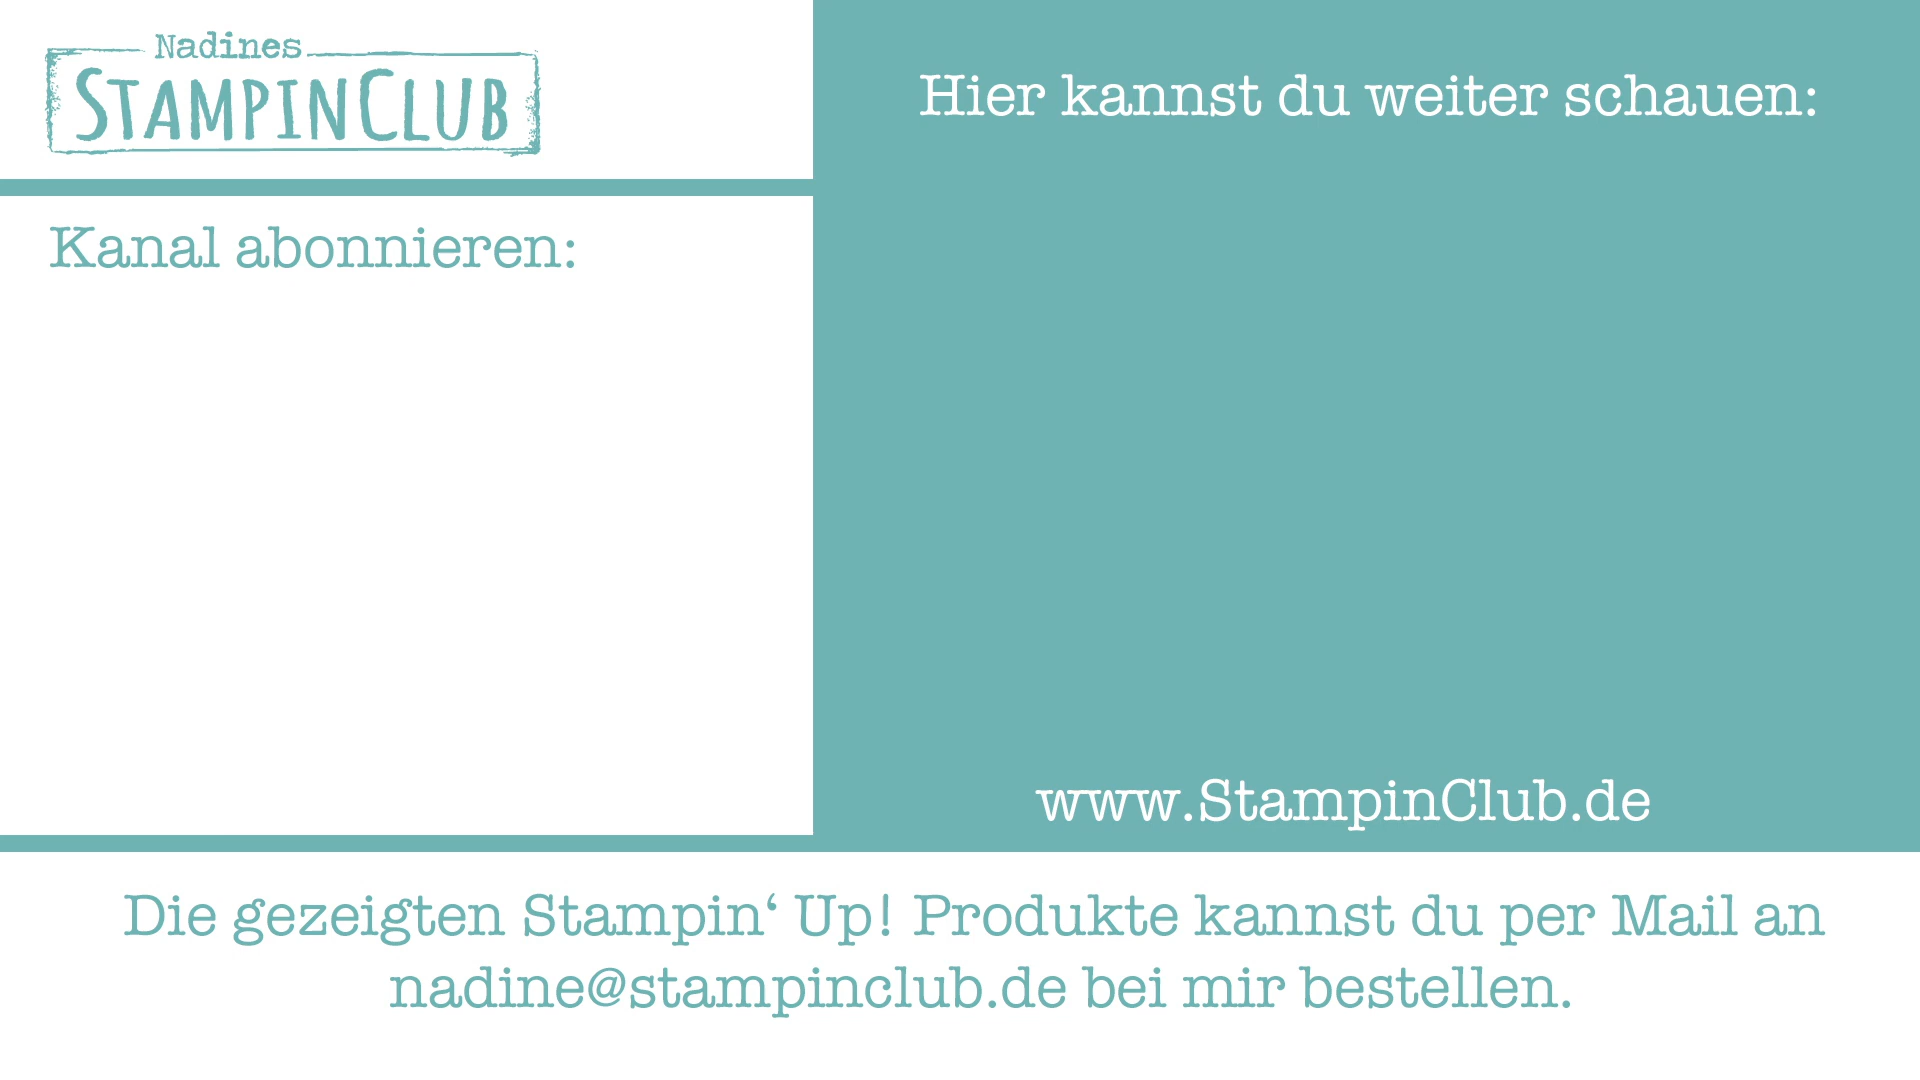 Nadines
STAMPINCLUB
Kanal abonnieren:
Hier kannst du weiter schauen:
www.StampinClub.de
Die gezeigten Stampin‘ Up! Produkte kannst du per Mail an
nadine@stampinclub.de bei mir bestellen.